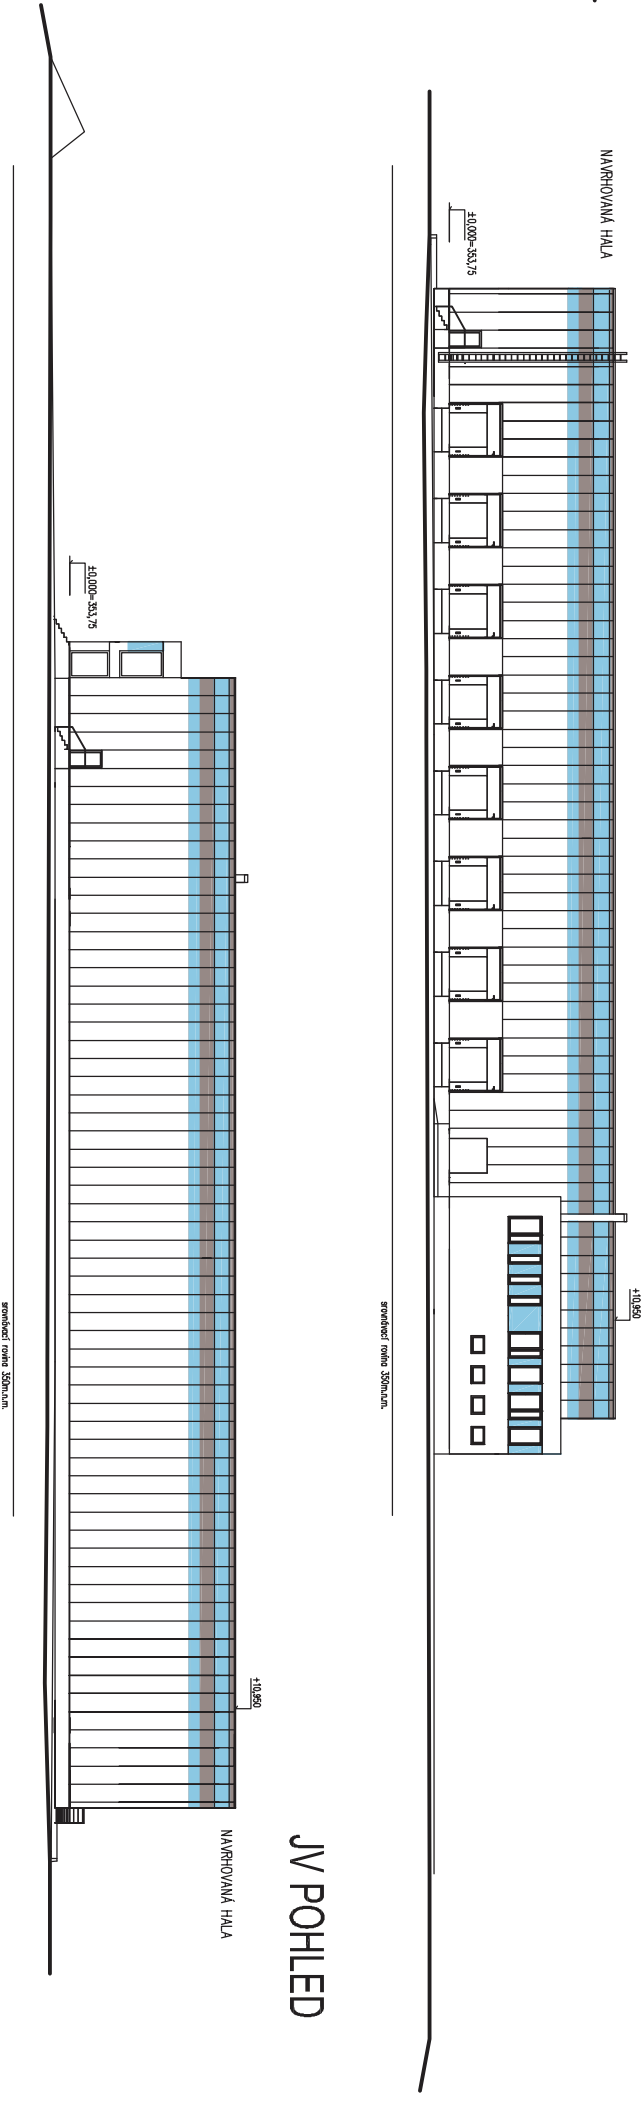 NAVRHOVANÁ HALA
±0,000=353,75
+10,950
srovnávací rovina 350m.n.m.
JV POHLED
NAVRHOVANÁ HALA
±0,000=353,75
+10,950
srovnávací rovina 350m.n.m.